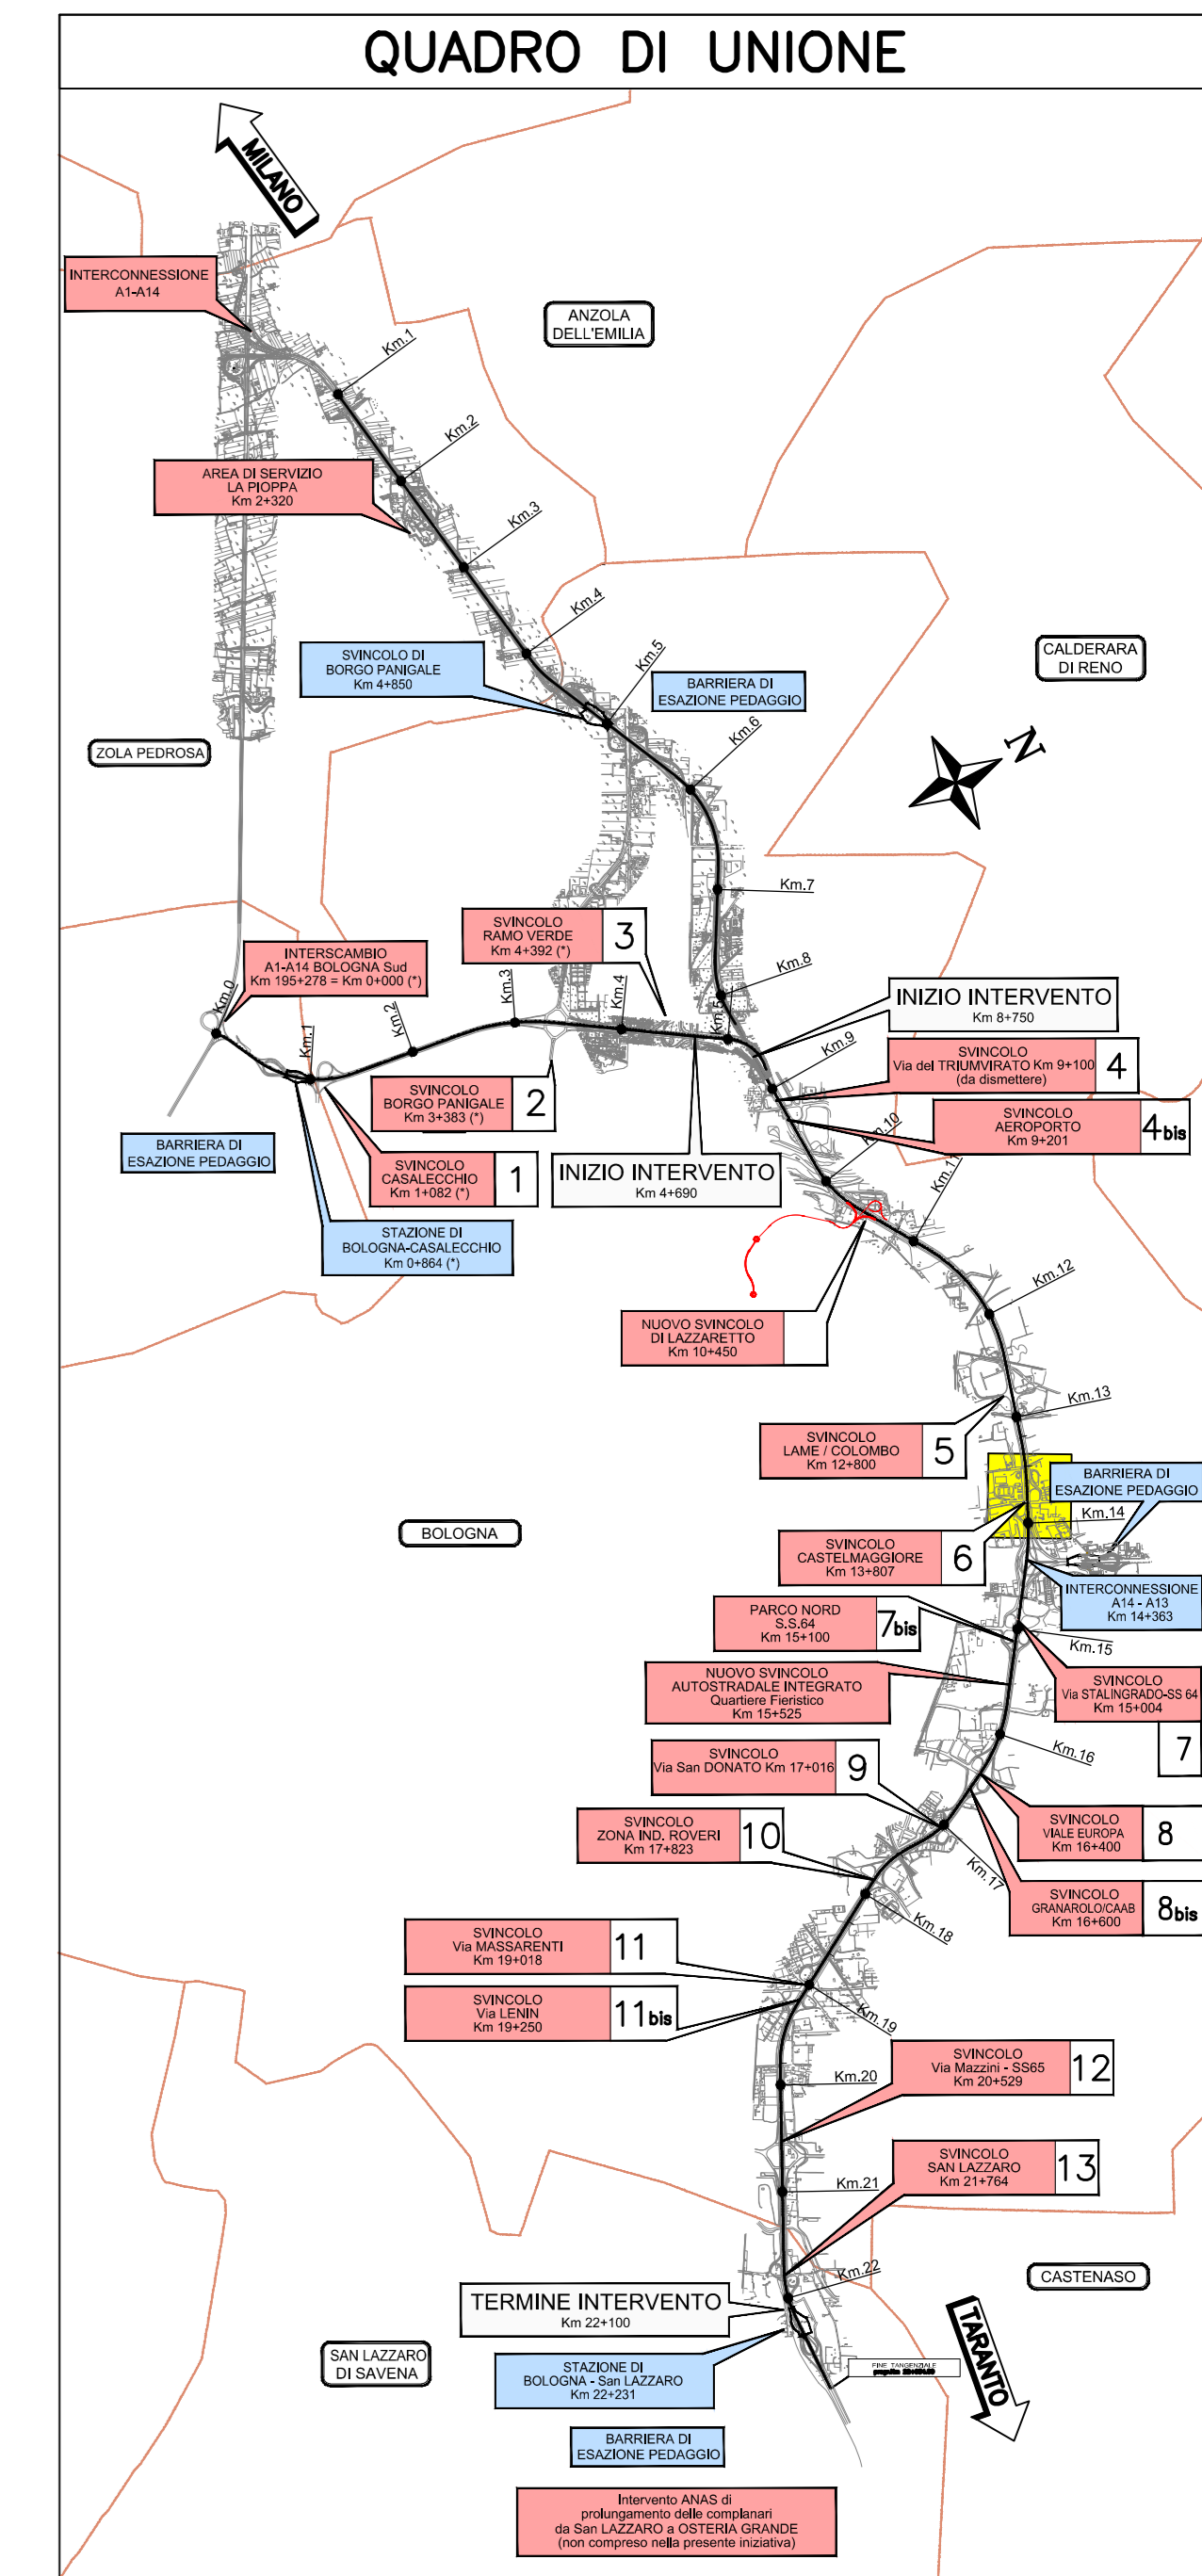 QUADRO DI UNIONE
MILANO
INTERCONNESSIONE
A1-A14
ANZOLA
DELL'EMILIA
Km.1
Km.2
AREA DI SERVIZIO
LA PIOPPA
Km 2+320
Km.3
Km.4
SVINCOLO DI
BORGO PANIGALE
Km 4+850
Km.5
BARRIERA DI
ESAZIONE PEDAGGIO
CALDERARA
DI RENO
Km.6
ZOLA PEDROSA
N
Km.7
SVINCOLO
RAMO VERDE
Km 4+392 (*)
3
INTERSCAMBIO
A1-A14 BOLOGNA Sud
Km 195+278 = Km 0+000 (*)
Km.8
Km.0
Km.1
Km.2
Km.3
Km.4
Km.5
INIZIO INTERVENTO
Km 8+750
Km.9
SVINCOLO
Via del TRIUMVIRATO Km 9+100
(da dismettere)
4
SVINCOLO
BORGO PANIGALE
Km 3+383 (*)
2
SVINCOLO
AEROPORTO
Km 9+201
4bis
Km.10
BARRIERA DI
ESAZIONE PEDAGGIO
SVINCOLO
CASALECCHIO
Km 1+082 (*)
1
INIZIO INTERVENTO
Km 4+690
Km.11
STAZIONE DI
BOLOGNA-CASALECCHIO
Km 0+864 (*)
Km.12
NUOVO SVINCOLO
DI LAZZARETTO
Km 10+450
Km.13
SVINCOLO
LAME / COLOMBO
Km 12+800
5
BARRIERA DI
ESAZIONE PEDAGGIO
Km.14
BOLOGNA
SVINCOLO
CASTELMAGGIORE
Km 13+807
6
INTERCONNESSIONE
A14 - A13
Km 14+363
PARCO NORD
S.S.64
Km 15+100
7bis
Km.15
NUOVO SVINCOLO
AUTOSTRADALE INTEGRATO
Quartiere Fieristico
Km 15+525
SVINCOLO
Via STALINGRADO-SS 64
Km 15+004
7
Km.16
SVINCOLO
Via San DONATO Km 17+016
9
SVINCOLO
ZONA IND. ROVERI
Km 17+823
10
SVINCOLO
VIALE EUROPA
Km 16+400
8
Km.17
SVINCOLO
GRANAROLO/CAAB
Km 16+600
8bis
Km.18
SVINCOLO
Via MASSARENTI
Km 19+018
11
SVINCOLO
Via LENIN
Km 19+250
11bis
Km.19
SVINCOLO
Via Mazzini - SS65
Km 20+529
12
Km.20
SVINCOLO
SAN LAZZARO
Km 21+764
13
Km.21
Km.22
CASTENASO
TERMINE INTERVENTO
Km 22+100
SAN LAZZARO
DI SAVENA
STAZIONE DI
BOLOGNA - San LAZZARO
Km 22+231
FINE TANGENZIALE
TARANTO
BARRIERA DI
ESAZIONE PEDAGGIO
Intervento ANAS di
prolungamento delle complanari
da San LAZZARO a OSTERIA GRANDE
(non compreso nella presente iniziativa)